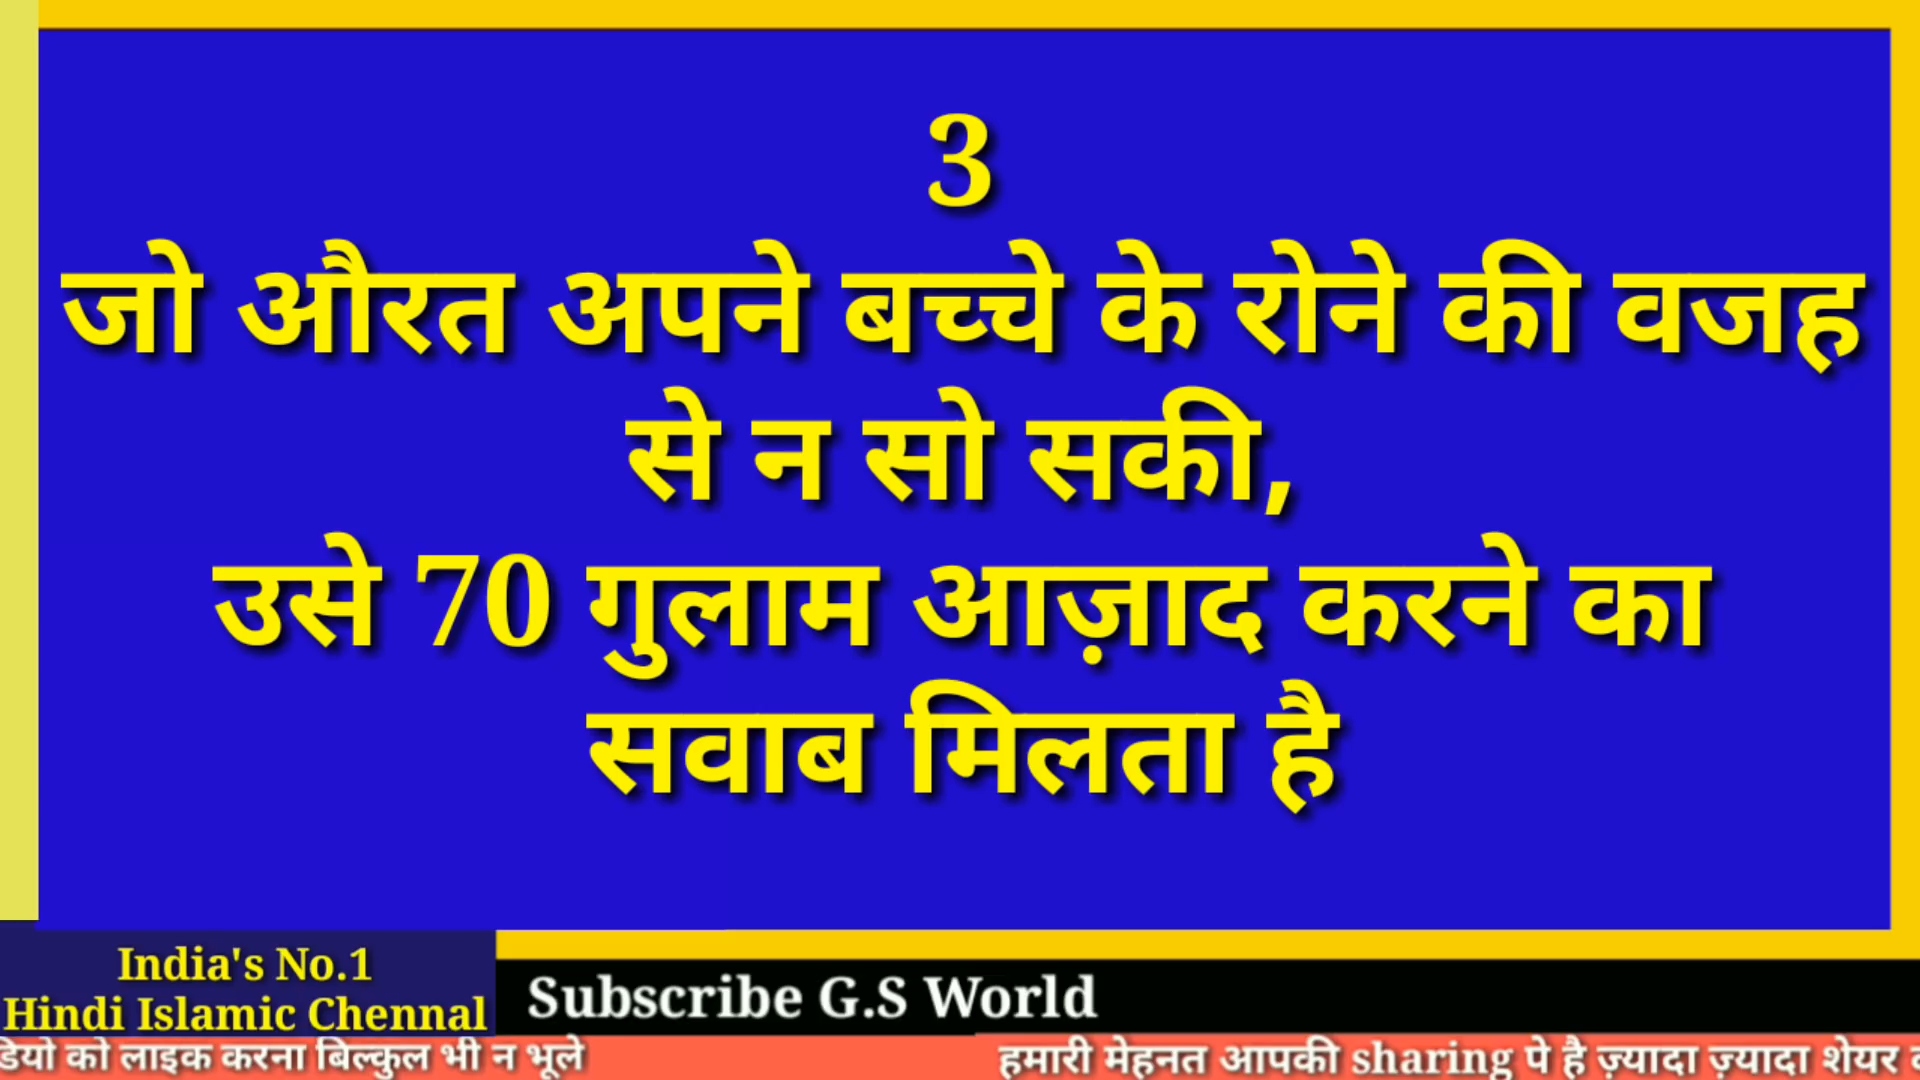 3
जो औरत अपने बच्चे के रोने की वजह
से न सो सकी,
उसे 70 गुलाम आज़ाद करने का
सवाब मिलता है
India's No.1
Hindi Islamic Chennal
Subscribe G.S World
डियो को लाइक करना बिल्कुल भी न भूले
हमारी मेहनत आपकी sharing पे है ज़्यादा ज़्यादा शेयर